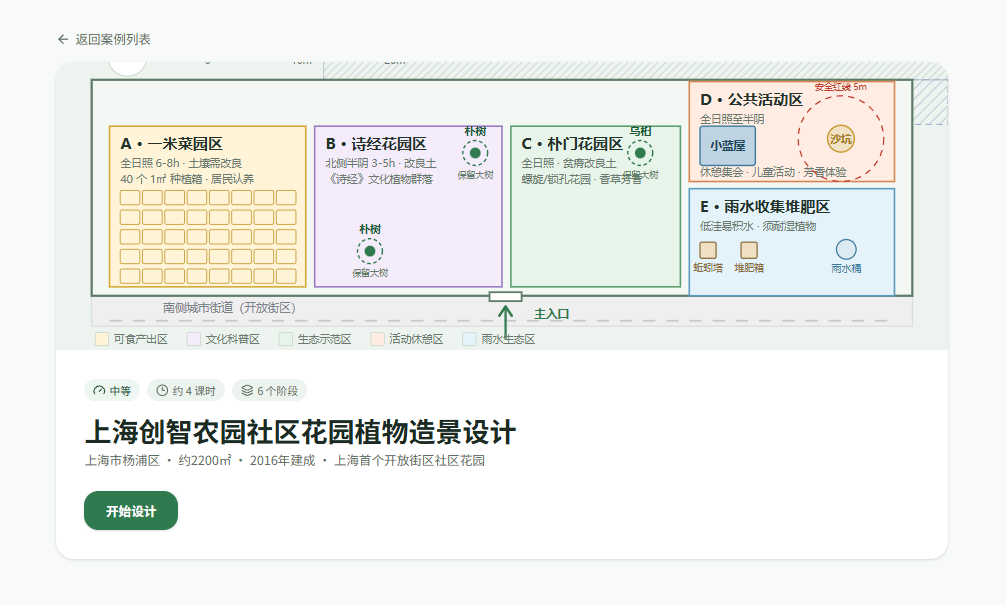 返回案例列表
安全红线 5m
D · 公共活动区
全日照至半阴
小蓝屋
沙坑
休憩集会 · 儿童活动 · 芳香体验
A · 一米菜园区
全日照 6-8h · 土壤需改良
40 个 1㎡ 种植箱 · 居民认养
B · 诗经花园区
北侧半阴 3-5h · 改良土
《诗经》文化植物群落
朴树
保留大树
朴树
保留大树
C · 朴门花园区
全日照 · 贫瘠改良土
螺旋/锁孔花园 · 香草芳香
乌桕
保留大树
E · 雨水收集堆肥区
低洼易积水 · 须耐湿植物
蚯蚓塔
堆肥箱
雨水桶
南侧城市街道（开放街区）
主入口
可食产出区
文化科普区
生态示范区
活动休憩区
雨水生态区
中等
约 4 课时
6 个阶段
上海创智农园社区花园植物造景设计
上海市杨浦区 · 约2200㎡ · 2016年建成 · 上海首个开放街区社区花园
开始设计